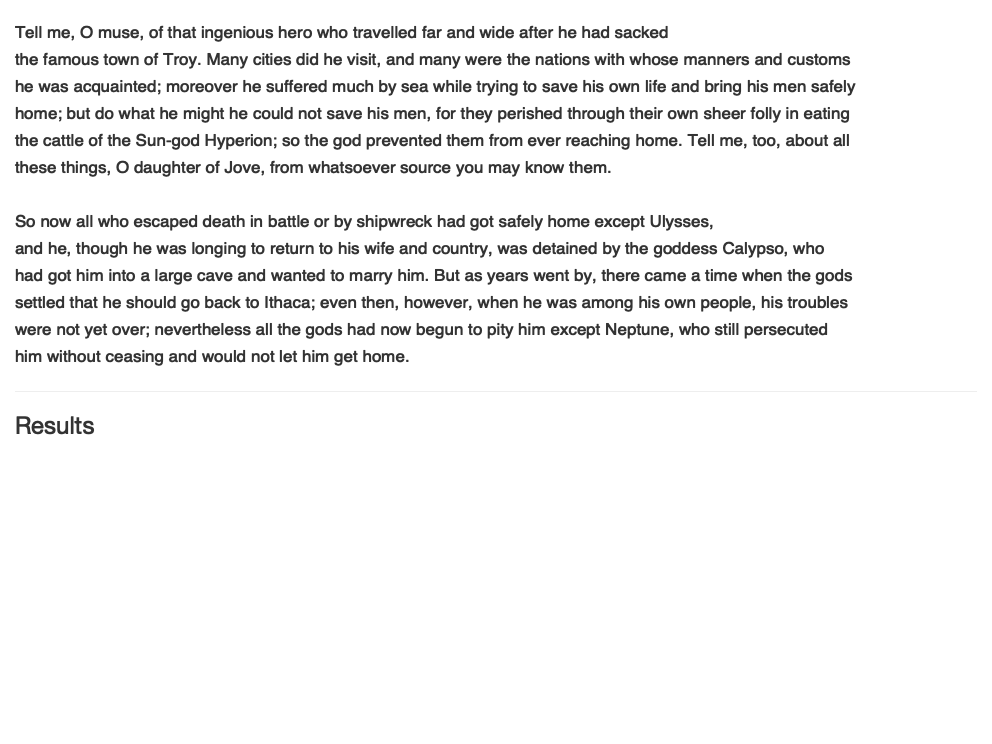 Tell me, O muse, of that ingenious hero who travelled far and wide after he had sacked
the famous town of Troy. Many cities did he visit, and many were the nations with whose manners and customs
he was acquainted; moreover he suffered much by sea while trying to save his own life and bring his men safely
home; but do what he might he could not save his men, for they perished through their own sheer folly in eating
the cattle of the Sun-god Hyperion; so the god prevented them from ever reaching home. Tell me, too, about all
these things, O daughter of Jove, from whatsoever source you may know them.

So now all who escaped death in battle or by shipwreck had got safely home except Ulysses,
and he, though he was longing to return to his wife and country, was detained by the goddess Calypso, who
had got him into a large cave and wanted to marry him. But as years went by, there came a time when the gods
settled that he should go back to Ithaca; even then, however, when he was among his own people, his troubles
were not yet over; nevertheless all the gods had now begun to pity him except Neptune, who still persecuted
him without ceasing and would not let him get home.

Results